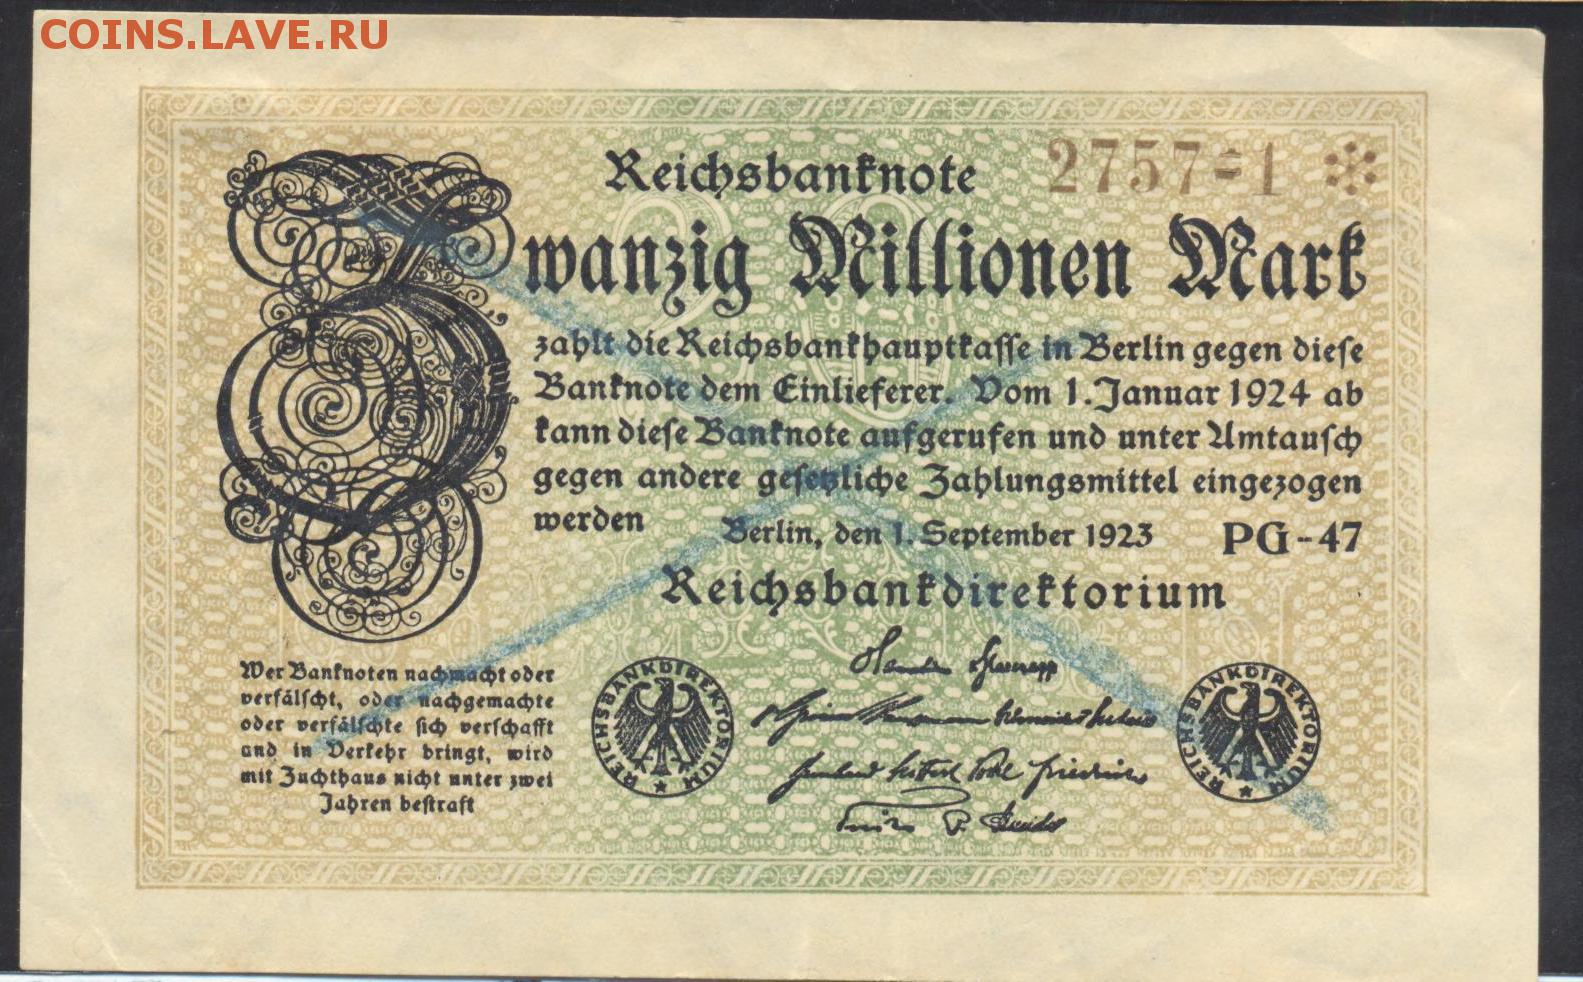 COINS.LAVE.RU
Reichsbanknote
2757=1 *
Zwanzig Millionen Mark
zahlt die Reichsbankhauptkasse in Berlin gegen diese
Banknote dem Einlieferer. Vom 1. Januar 1924 ab
kann diese Banknote aufgerufen und unter Umtausch
gegen andere gesetzliche Zahlungsmittel eingezogen
werden
Berlin, den 1. September 1923
PG-47
Reichsbankdirektorium
Wer Banknoten nachmacht oder
verfälscht, oder nachgemachte
oder verfälschte sich verschafft
und in Verkehr bringt, wird
mit Zuchthaus nicht unter zwei
Jahren bestraft
REICHSBANKDIREKTORIUM
REICHSBANKDIREKTORIUM